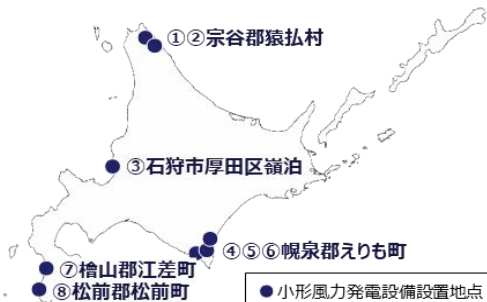 ①②宗谷郡猿払村
③石狩市厚田区嶺泊
④⑤⑥幌泉郡えりも町
⑦檜山郡江差町
⑧松前郡松前町
●小形風力発電設備設置地点